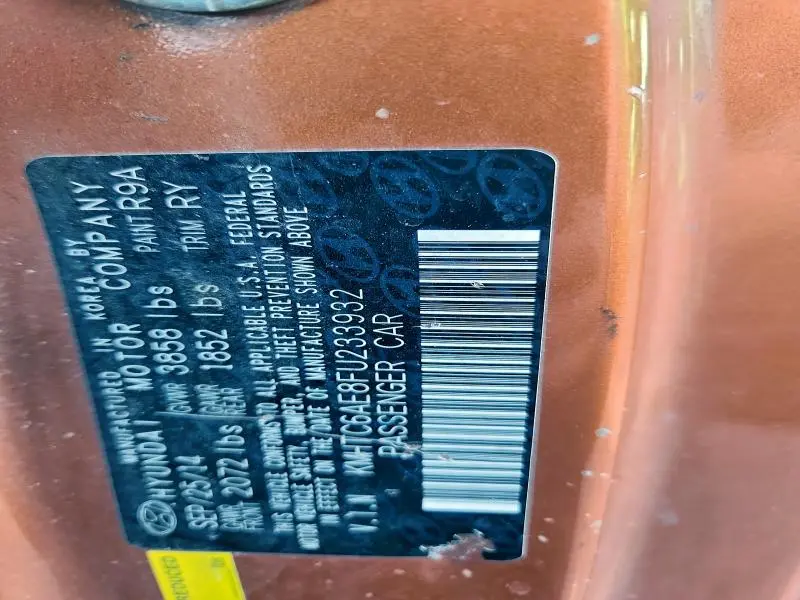 MANUFACTURED IN KOREA BY
HYUNDAI MOTOR COMPANY
SEP/25/14 GVWR 3858 lbs PAINT R9A
GAWR FRNT 2072 lbs GAWR REAR 1852 lbs TRIM RY
THIS VEHICLE CONFORMS TO ALL APPLICABLE U.S.A. FEDERAL
MOTOR VEHICLE SAFETY, BUMPER, AND THEFT PREVENTION STANDARDS
IN EFFECT ON THE DATE OF MANUFACTURE SHOWN ABOVE
V.I.N KMHTC6AE8FU233932
PASSENGER CAR
REDUCED